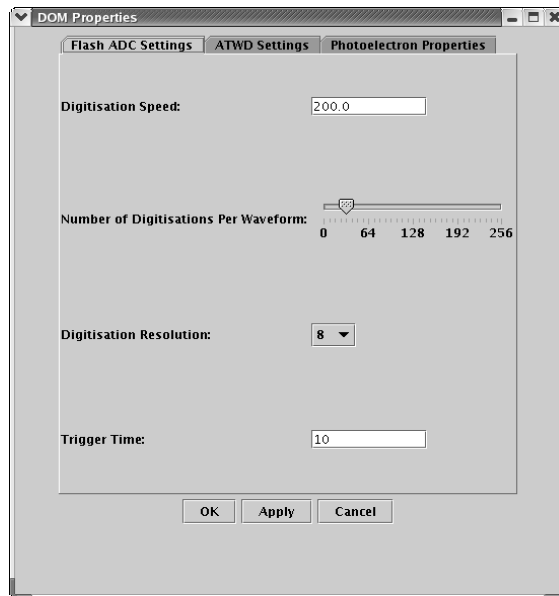 DOM Properties
Flash ADC Settings ATWD Settings Photoelectron Properties
Digitisation Speed: 200.0
Number of Digitisations Per Waveform:
0 64 128 192 256
Digitisation Resolution: 8
Trigger Time: 10
OK Apply Cancel